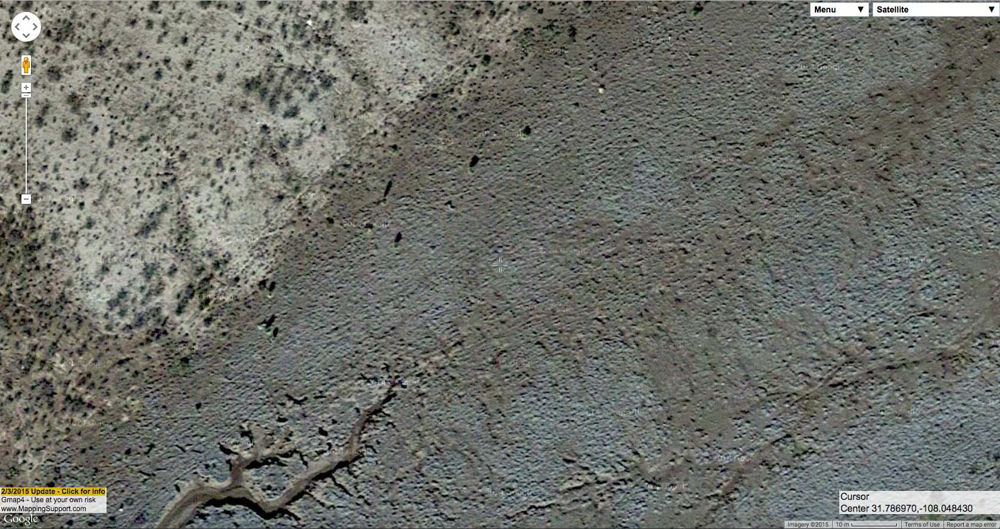 Menu ▼
Satellite ▼
2/3/2015 Update - Click for info
Gmap4 - Use at your own risk
www.MappingSupport.com
Google
Cursor
Center 31.786970,-108.048430
Imagery ©2015
10 m
Terms of Use
Report a map error